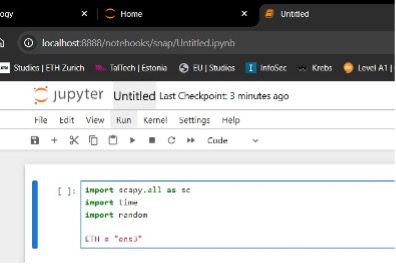 ogy × Home × Untitled
localhost:8888/notebooks/snap/Untitled.ipynb
Studies | ETH Zurich TalTech | Estonia EU | Studies InfoSec Krebs Level A1 |
jupyter Untitled Last Checkpoint: 3 minutes ago
File Edit View Run Kernel Settings Help
Code
[ ]: import scapy.all as sc
import time
import random
ETH = "ens3"